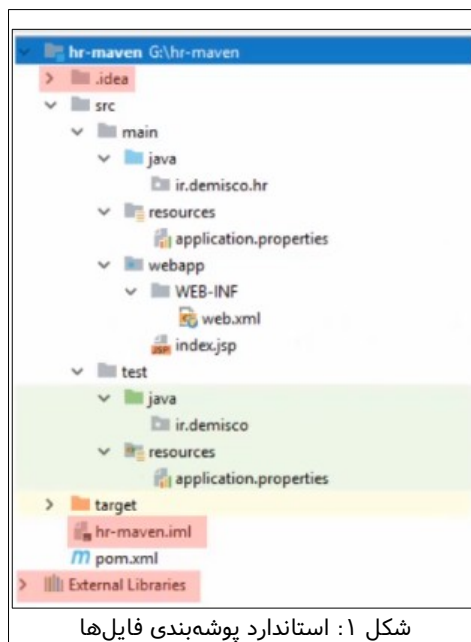 hr-maven G:\hr-maven
.idea
src
main
java
ir.demisco.hr
resources
application.properties
webapp
WEB-INF
web.xml
index.jsp
test
java
ir.demisco
resources
application.properties
target
hr-maven.iml
pom.xml
External Libraries
شکل ۱: استاندارد پوشه‌بندی فایل‌ها